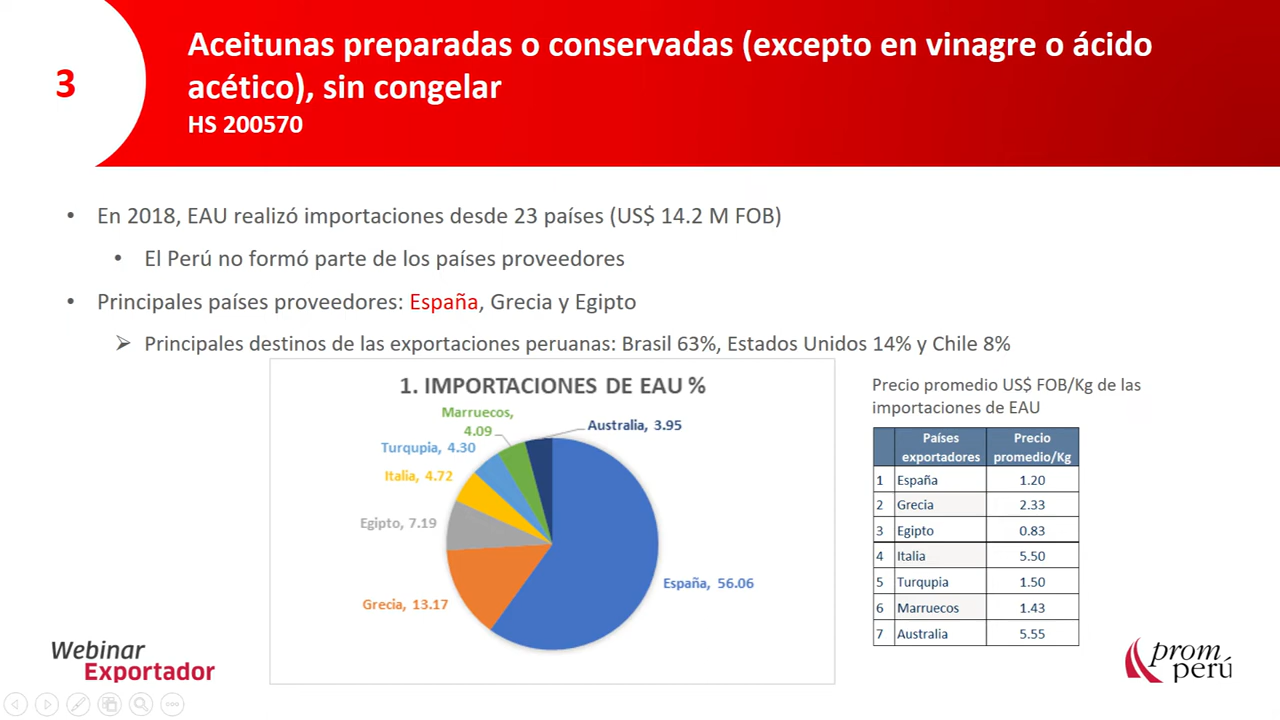 3
Aceitunas preparadas o conservadas (excepto en vinagre o ácido
acético), sin congelar
HS 200570
• En 2018, EAU realizó importaciones desde 23 países (US$ 14.2 M FOB)
• El Perú no formó parte de los países proveedores
• Principales países proveedores: España, Grecia y Egipto
➢ Principales destinos de las exportaciones peruanas: Brasil 63%, Estados Unidos 14% y Chile 8%
1. IMPORTACIONES DE EAU %
Marruecos,
4.09
Australia, 3.95
Turqupia, 4.30
Italia, 4.72
Egipto, 7.19
España, 56.06
Grecia, 13.17
Precio promedio US$ FOB/Kg de las
importaciones de EAU
Países Precio
exportadores promedio/Kg
1 España 1.20
2 Grecia 2.33
3 Egipto 0.83
4 Italia 5.50
5 Turqupia 1.50
6 Marruecos 1.43
7 Australia 5.55
Webinar
Exportador
prom
perú